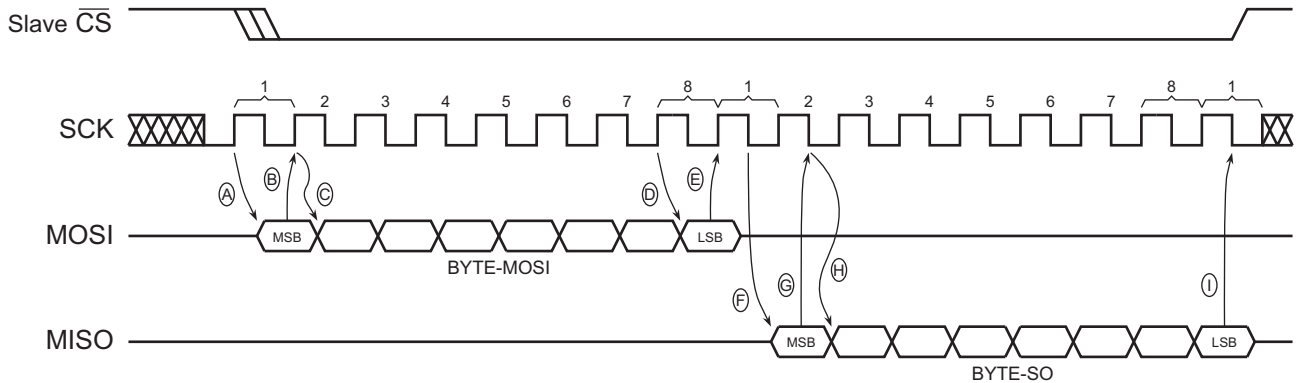 Slave CS
1 2 3 4 5 6 7 8 1 2 3 4 5 6 7 8 1
SCK
A B C D E
MOSI MSB LSB
BYTE-MOSI
F G H I
MISO MSB LSB
BYTE-SO